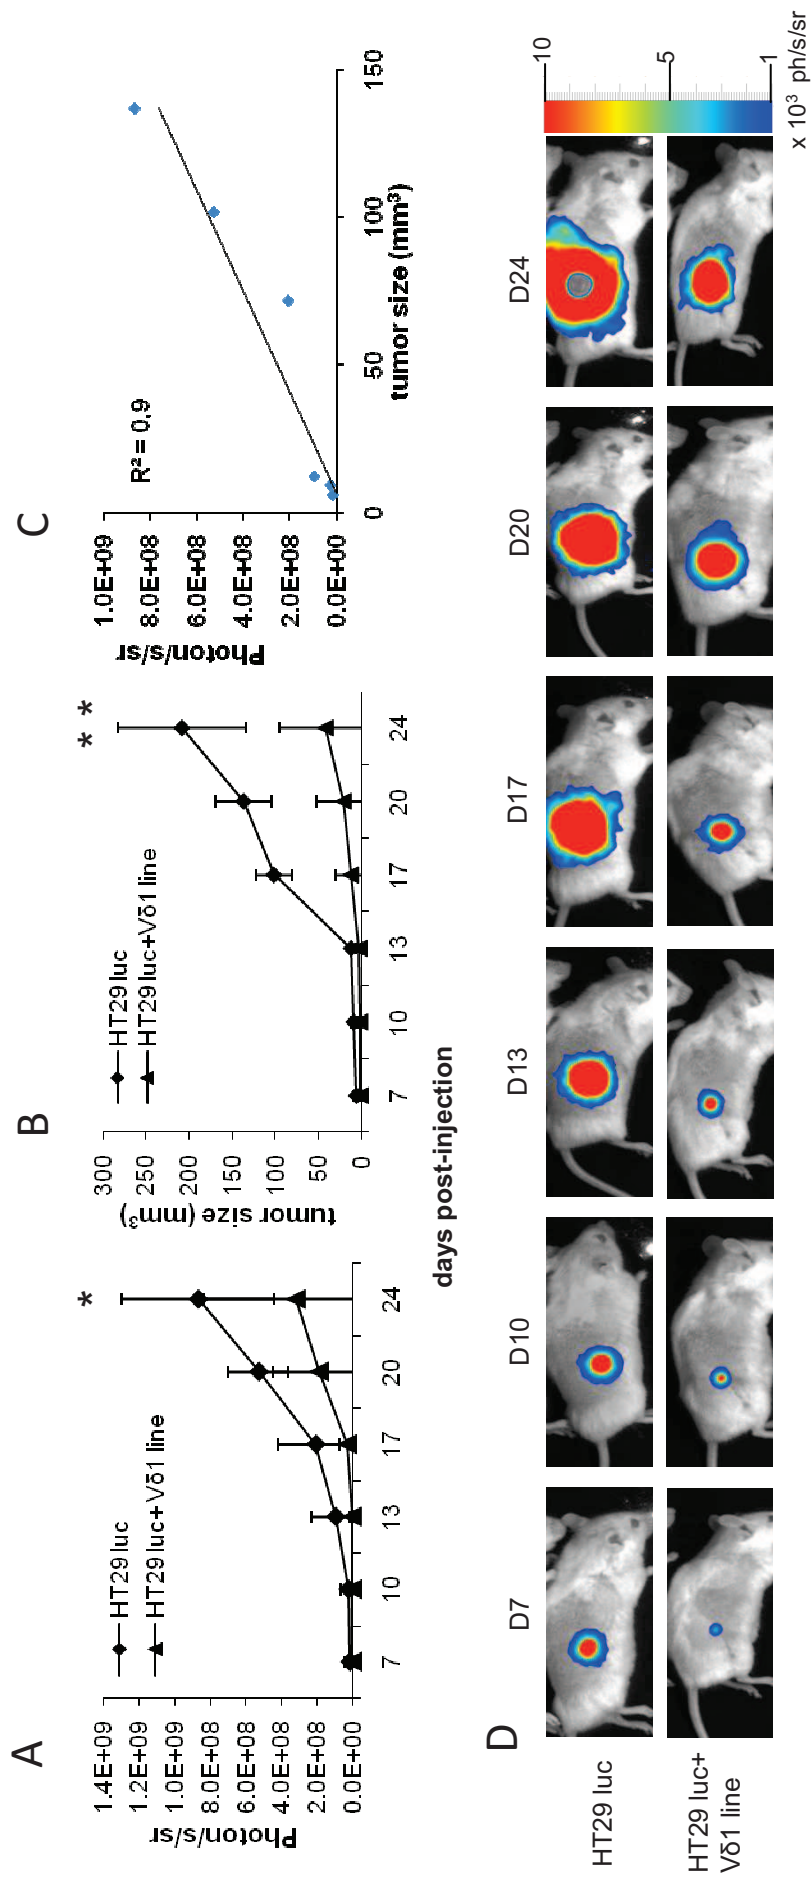 A
Photon/s/sr
1.4E+09
1.2E+09
1.0E+09
8.0E+08
6.0E+08
4.0E+08
2.0E+08
0.0E+00
HT29 luc
HT29 luc+ Vδ1 line
*
7 10 13 17 20 24
B
tumor size (mm³)
300
250
200
150
100
50
0
HT29 luc
HT29 luc+Vδ1 line
* *
7 10 13 17 20 24
days post-injection
C
Photon/s/sr
1.0E+09
8.0E+08
6.0E+08
4.0E+08
2.0E+08
0.0E+00
R² = 0.9
0 50 100 150
tumor size (mm³)
D
D7 D10 D13 D17 D20 D24
HT29 luc
HT29 luc+
Vδ1 line
10
5
1
x 10³ ph/s/sr